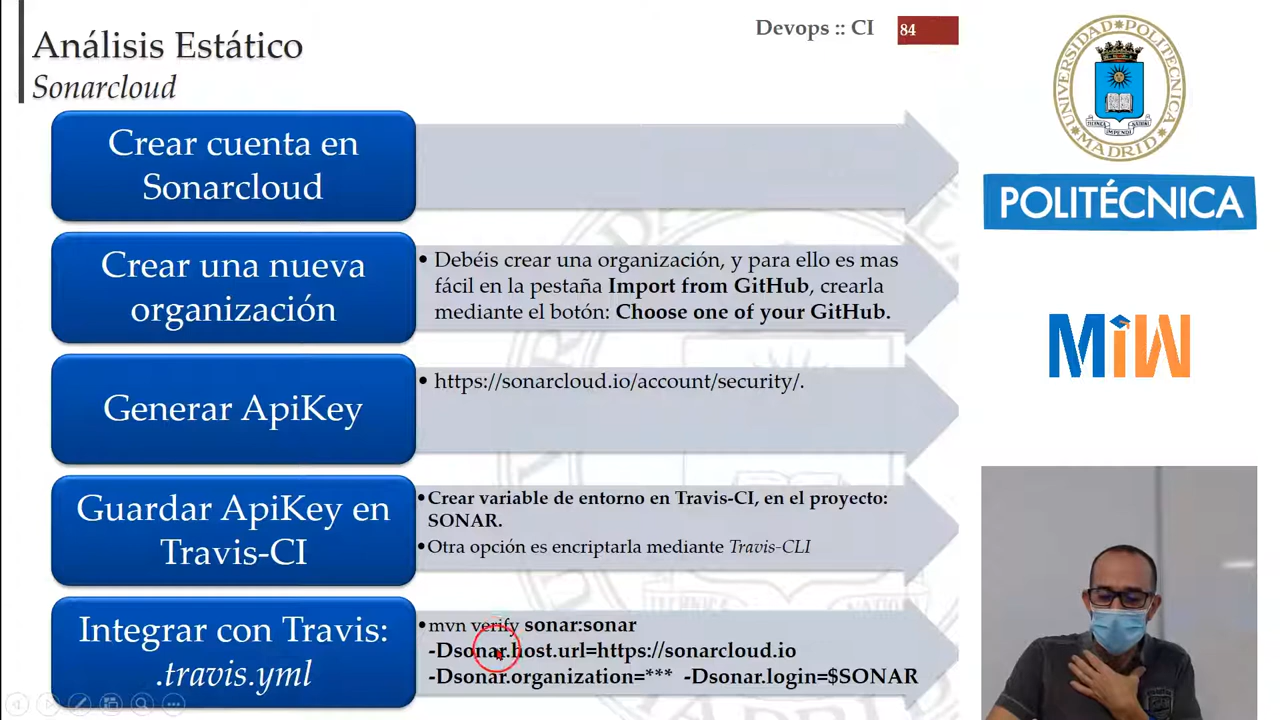 Análisis Estático
Sonarcloud
Devops :: CI
84
Crear cuenta en
Sonarcloud
Crear una nueva
organización
• Debéis crear una organización, y para ello es mas
fácil en la pestaña Import from GitHub, crearla
mediante el botón: Choose one of your GitHub.
Generar ApiKey
• https://sonarcloud.io/account/security/.
Guardar ApiKey en
Travis-CI
•Crear variable de entorno en Travis-CI, en el proyecto:
SONAR.
•Otra opción es encriptarla mediante Travis-CLI
Integrar con Travis:
.travis.yml
•mvn verify sonar:sonar
-Dsonar.host.url=https://sonarcloud.io
-Dsonar.organization=*** -Dsonar.login=$SONAR
UNIVERSIDAD POLITÉCNICA
MADRID
POLITÉCNICA
MiW